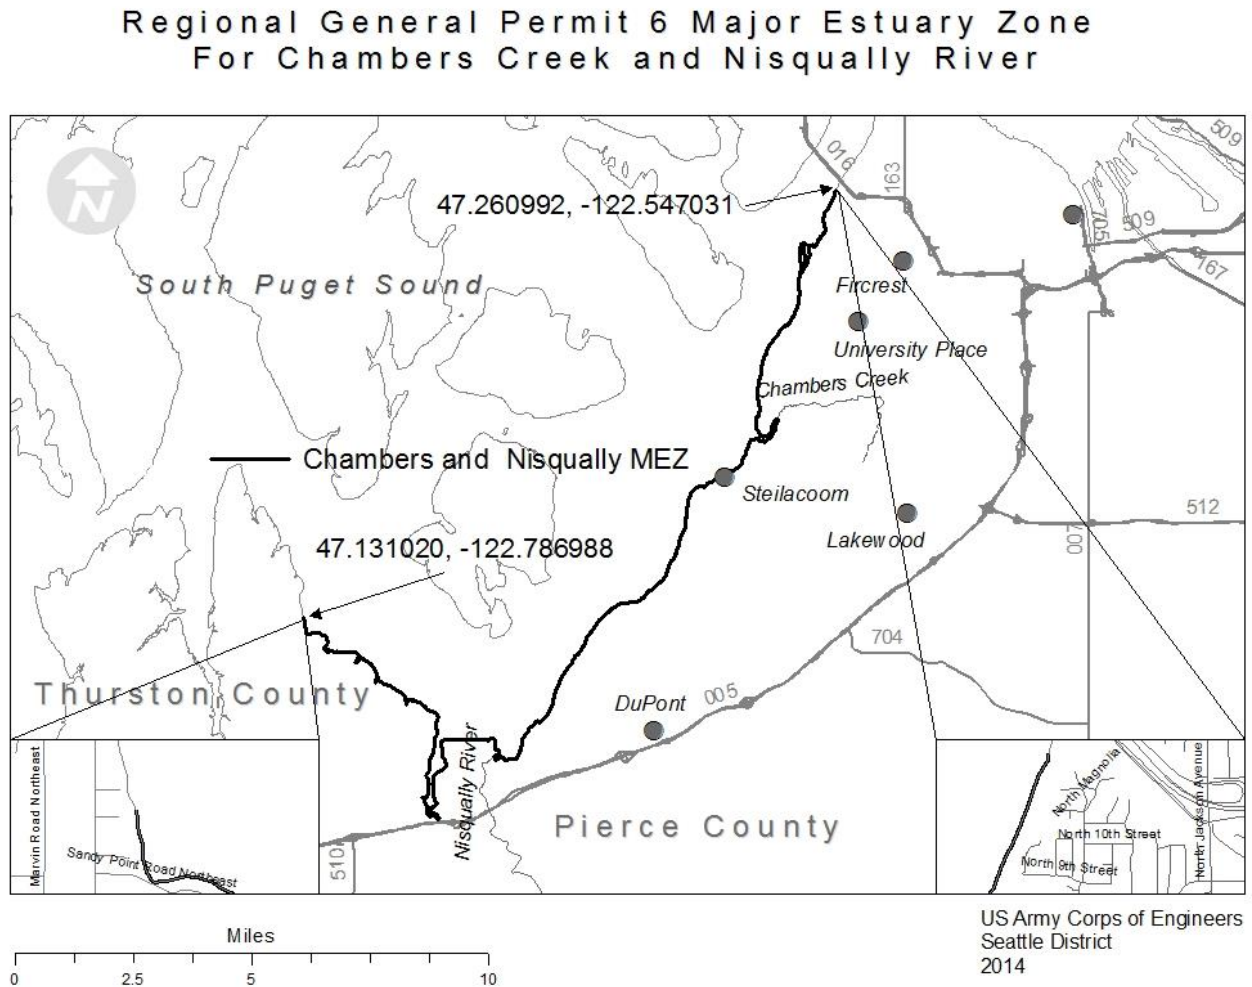 Regional General Permit 6 Major Estuary Zone
For Chambers Creek and Nisqually River
N
016
163
509
47.260992, -122.547031
705
509
167
South Puget Sound
Fircrest
University Place
Chambers Creek
Chambers and Nisqually MEZ
Steilacoom
512
007
Lakewood
47.131020, -122.786988
704
Thurston County
DuPont
005
Nisqually River
Pierce County
510
Marvin Road Northeast
Sandy Point Road Northeast
North Magnolia
North Jackson Avenue
North 10th Street
North 9th Street
Miles
0 2.5 5 10
US Army Corps of Engineers
Seattle District
2014